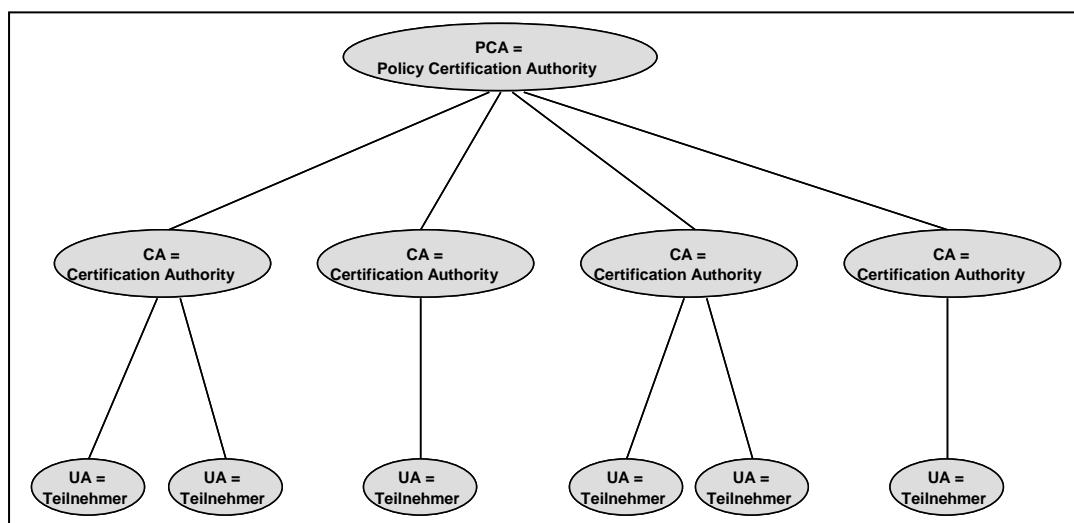 PCA =
Policy Certification Authority
CA =
Certification Authority
CA =
Certification Authority
CA =
Certification Authority
CA =
Certification Authority
UA =
Teilnehmer
UA =
Teilnehmer
UA =
Teilnehmer
UA =
Teilnehmer
UA =
Teilnehmer
UA =
Teilnehmer